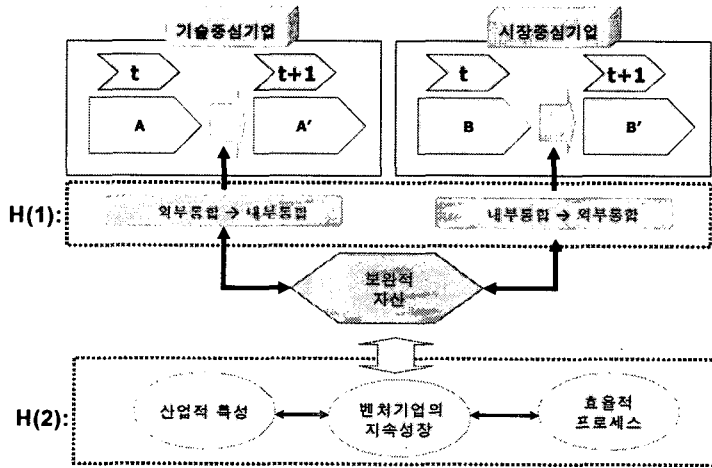 기술중심기업
시장중심기업
t
t+1
t
t+1
A
A′
B
B′
H(1):
외부통합 → 내부통합
내부통합 → 외부통합
보완적
자산
H(2):
산업적 특성
벤처기업의
지속성장
효율적
프로세스